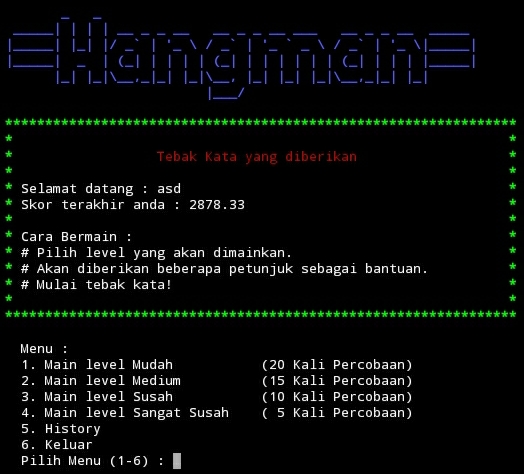 Hangman
Tebak Kata yang diberikan
Selamat datang : asd
Skor terakhir anda : 2878.33
Cara Bermain :
# Pilih level yang akan dimainkan.
# Akan diberikan beberapa petunjuk sebagai bantuan.
# Mulai tebak kata!
Menu :
1. Main level Mudah (20 Kali Percobaan)
2. Main level Medium (15 Kali Percobaan)
3. Main level Susah (10 Kali Percobaan)
4. Main level Sangat Susah ( 5 Kali Percobaan)
5. History
6. Keluar
Pilih Menu (1-6) :